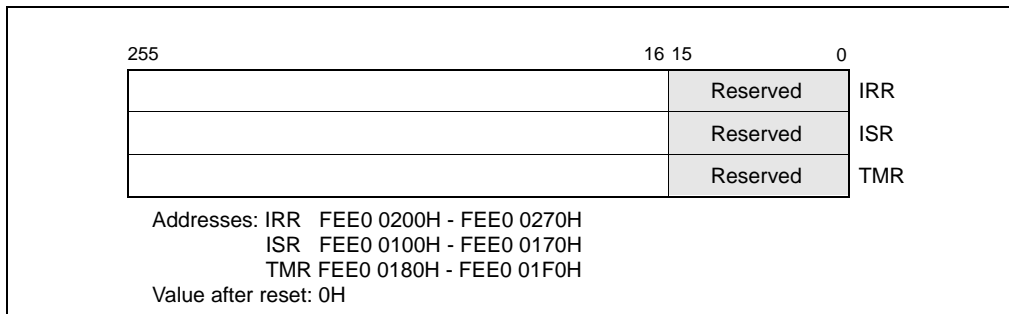 255 16 15 0
Reserved IRR
Reserved ISR
Reserved TMR
Addresses: IRR FEE0 0200H - FEE0 0270H
ISR FEE0 0100H - FEE0 0170H
TMR FEE0 0180H - FEE0 01F0H
Value after reset: 0H